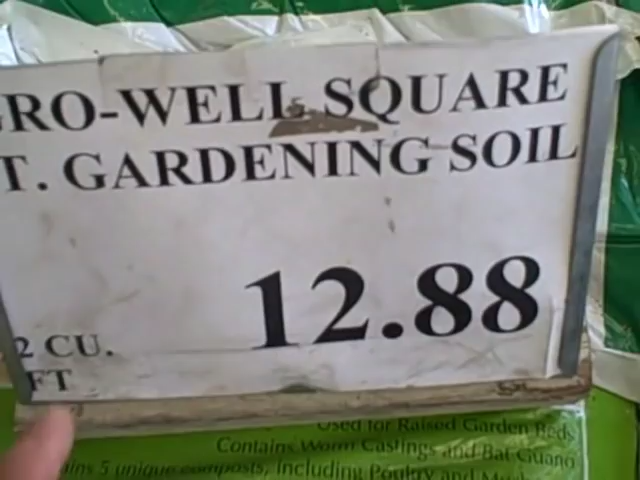 GRO-WELL SQUARE
T. GARDENING SOIL
12.88
2 CU.
FT
Used for Raised Garden Beds
Contains Worm Castings and Bat Guano
ains 5 unique composts, Including Poultry and